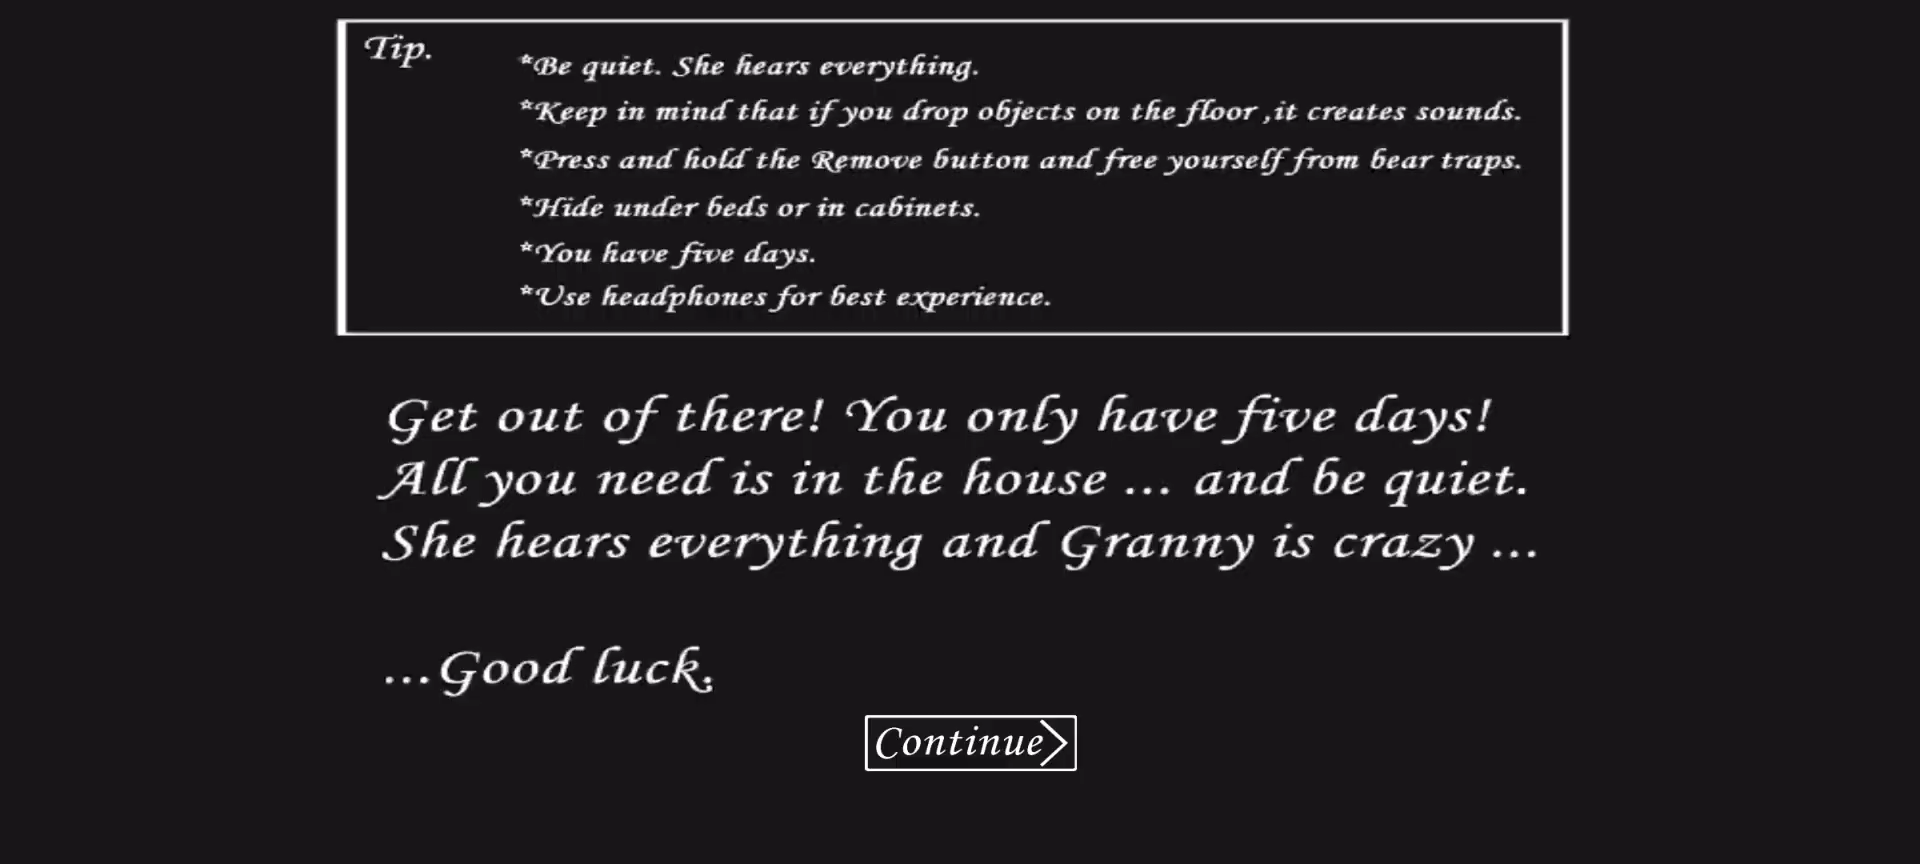 Tip.
*Be quiet. She hears everything.
*Keep in mind that if you drop objects on the floor ,it creates sounds.
*Press and hold the Remove button and free yourself from bear traps.
*Hide under beds or in cabinets.
*You have five days.
*Use headphones for best experience.
Get out of there! You only have five days!
All you need is in the house ... and be quiet.
She hears everything and Granny is crazy ...
...Good luck.
Continue>